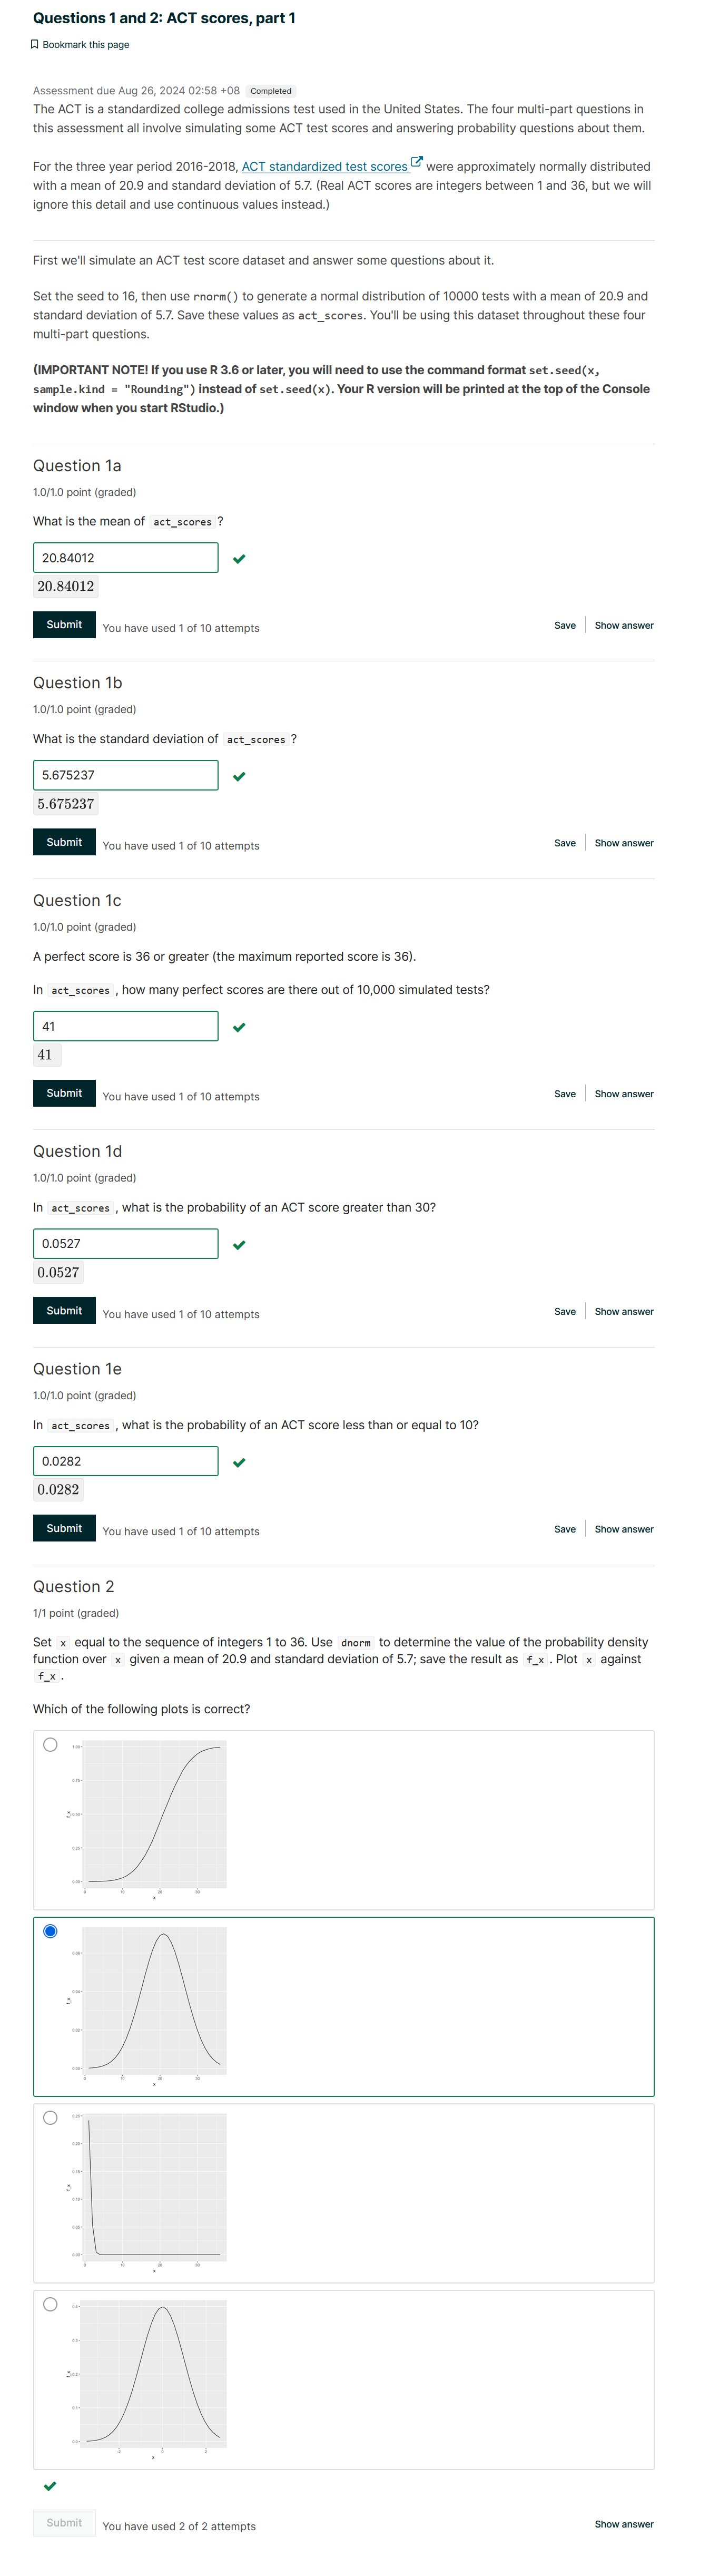 Questions 1 and 2: ACT scores, part 1
Bookmark this page
Assessment due Aug 26, 2024 02:58 +08 Completed
The ACT is a standardized college admissions test used in the United States. The four multi-part questions in
this assessment all involve simulating some ACT test scores and answering probability questions about them.
For the three year period 2016-2018, ACT standardized test scores were approximately normally distributed
with a mean of 20.9 and standard deviation of 5.7. (Real ACT scores are integers between 1 and 36, but we will
ignore this detail and use continuous values instead.)
First we'll simulate an ACT test score dataset and answer some questions about it.
Set the seed to 16, then use rnorm() to generate a normal distribution of 10000 tests with a mean of 20.9 and
standard deviation of 5.7. Save these values as act_scores. You'll be using this dataset throughout these four
multi-part questions.
(IMPORTANT NOTE! If you use R 3.6 or later, you will need to use the command format set.seed(x,
sample.kind = "Rounding") instead of set.seed(x). Your R version will be printed at the top of the Console
window when you start RStudio.)
Question 1a
1.0/1.0 point (graded)
What is the mean of act_scores ?
20.84012
20.84012
Submit You have used 1 of 10 attempts Save Show answer
Question 1b
1.0/1.0 point (graded)
What is the standard deviation of act_scores ?
5.675237
5.675237
Submit You have used 1 of 10 attempts Save Show answer
Question 1c
1.0/1.0 point (graded)
A perfect score is 36 or greater (the maximum reported score is 36).
In act_scores , how many perfect scores are there out of 10,000 simulated tests?
41
41
Submit You have used 1 of 10 attempts Save Show answer
Question 1d
1.0/1.0 point (graded)
In act_scores , what is the probability of an ACT score greater than 30?
0.0527
0.0527
Submit You have used 1 of 10 attempts Save Show answer
Question 1e
1.0/1.0 point (graded)
In act_scores , what is the probability of an ACT score less than or equal to 10?
0.0282
0.0282
Submit You have used 1 of 10 attempts Save Show answer
Question 2
1/1 point (graded)
Set x equal to the sequence of integers 1 to 36. Use dnorm to determine the value of the probability density
function over x given a mean of 20.9 and standard deviation of 5.7; save the result as f_x . Plot x against
f_x .
Which of the following plots is correct?
1.00
0.75
f_x
0.50
0.25
0.00
0 10 20 30
x
0.06
0.04
f_x
0.02
0.00
0 10 20 30
x
0.25
0.20
0.15
f_x
0.10
0.05
0.00
0 10 20 30
x
0.4
0.3
f_x
0.2
0.1
0.0
-2 0 2
Submit You have used 2 of 2 attempts Show answer